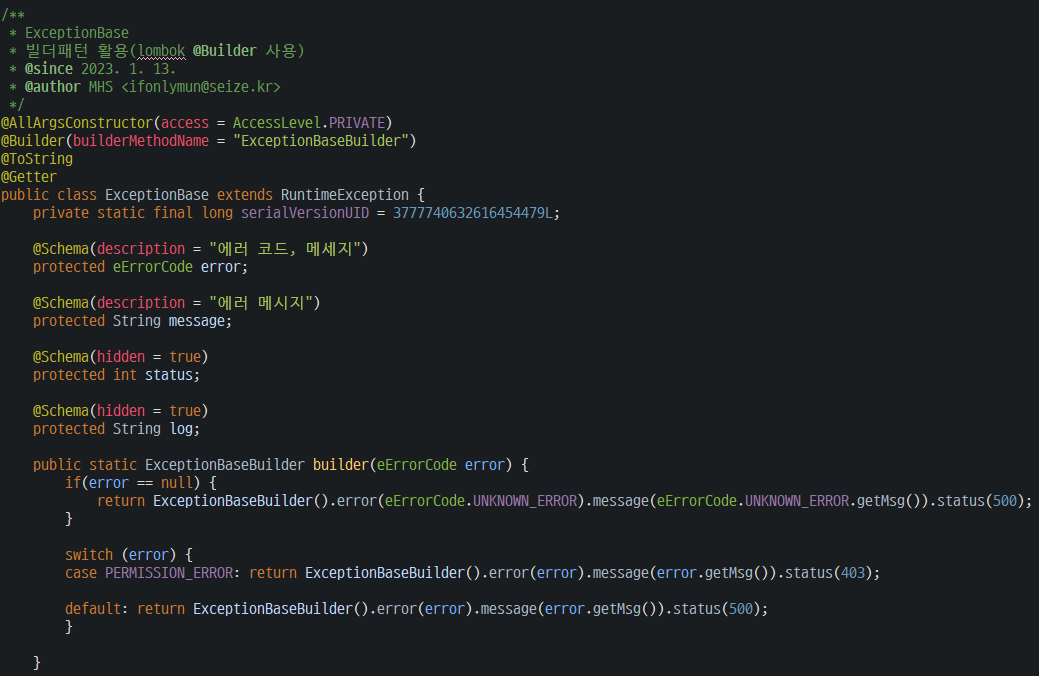 /**
 * ExceptionBase
 * 빌더패턴 활용(lombok @Builder 사용)
 * @since 2023. 1. 13.
 * @author MHS <ifonlymun@seize.kr>
 */
@AllArgsConstructor(access = AccessLevel.PRIVATE)
@Builder(builderMethodName = "ExceptionBaseBuilder")
@ToString
@Getter
public class ExceptionBase extends RuntimeException {
    private static final long serialVersionUID = 3777740632616454479L;
    @Schema(description = "에러 코드, 메세지")
    protected eErrorCode error;
    @Schema(description = "에러 메시지")
    protected String message;
    @Schema(hidden = true)
    protected int status;
    @Schema(hidden = true)
    protected String log;
    public static ExceptionBaseBuilder builder(eErrorCode error) {
        if(error == null) {
            return ExceptionBaseBuilder().error(eErrorCode.UNKNOWN_ERROR).message(eErrorCode.UNKNOWN_ERROR.getMsg()).status(500);
        }
        switch (error) {
        case PERMISSION_ERROR: return ExceptionBaseBuilder().error(error).message(error.getMsg()).status(403);
        default: return ExceptionBaseBuilder().error(error).message(error.getMsg()).status(500);
        }
    }